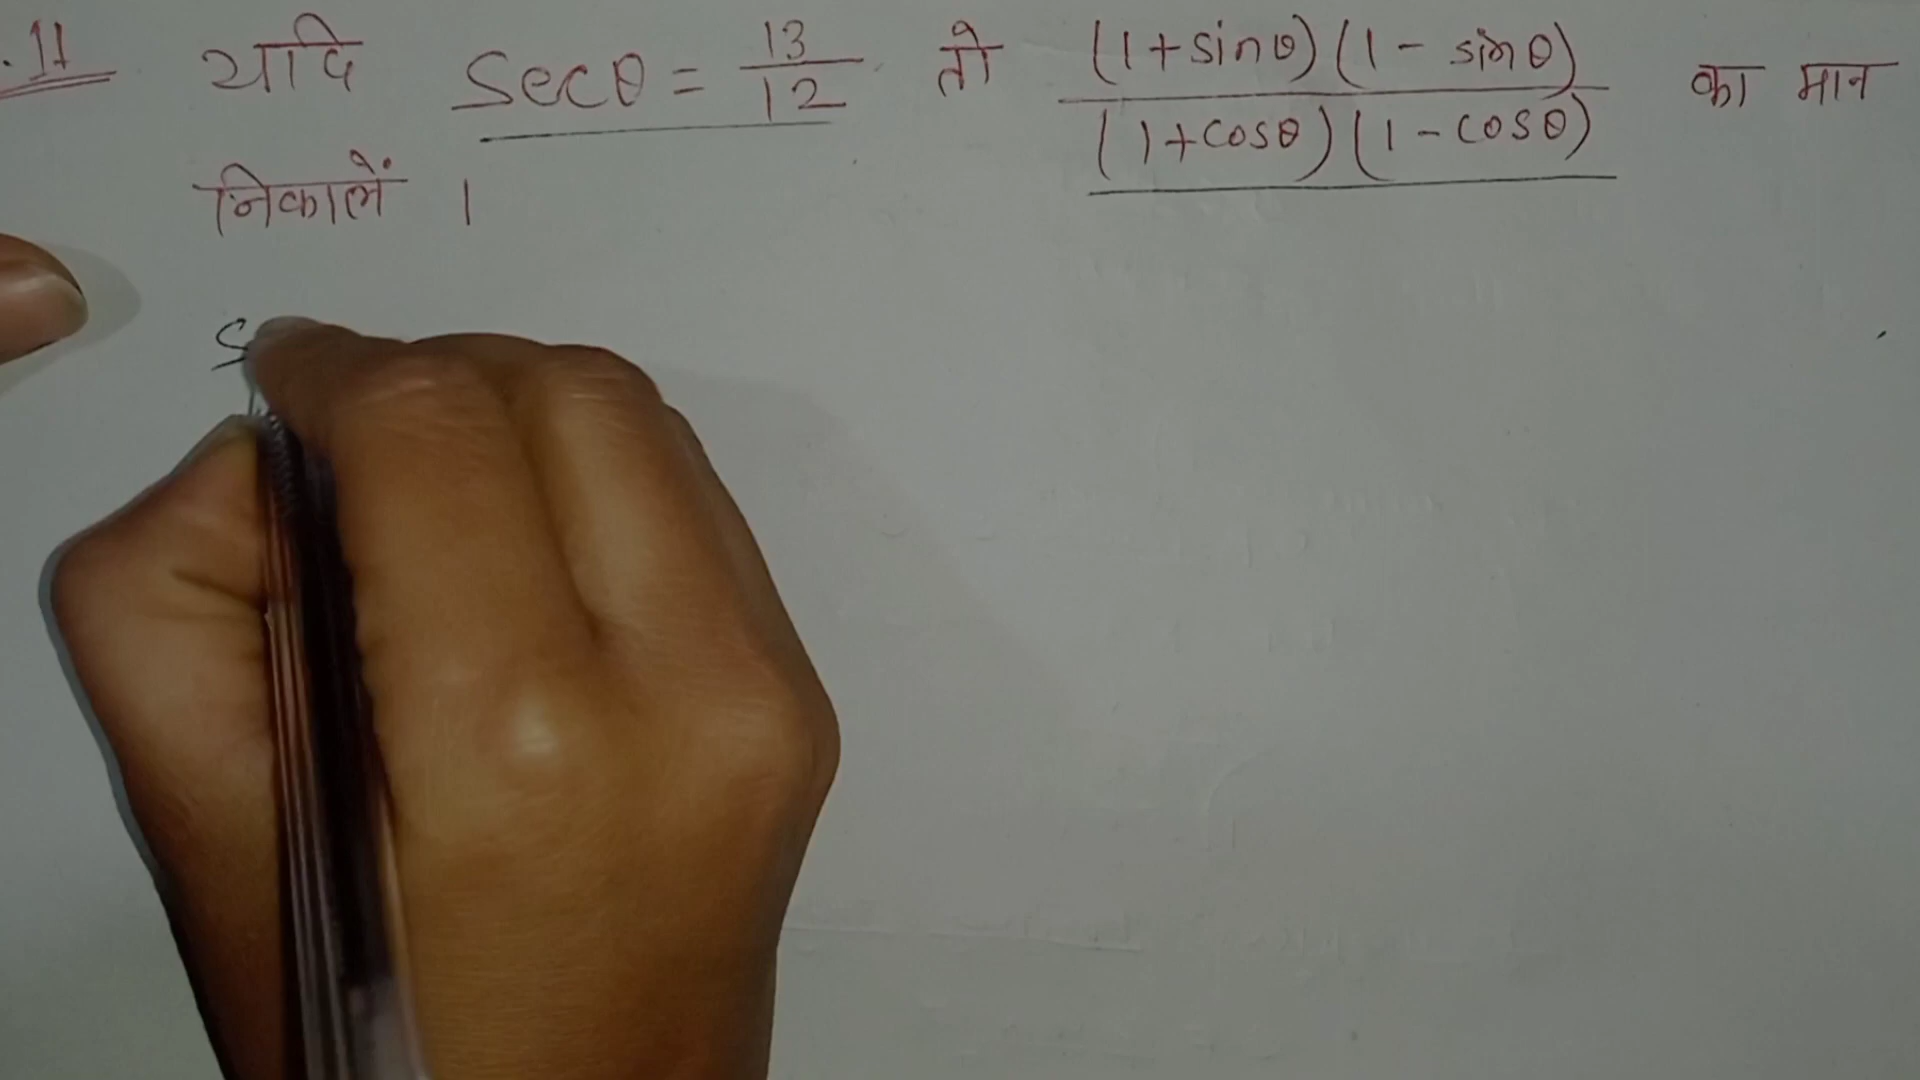 .11 यदि secθ = 13/12 तो (1+sinθ)(1-sinθ)/(1+cosθ)(1-cosθ) का मान
निकालें ।
S